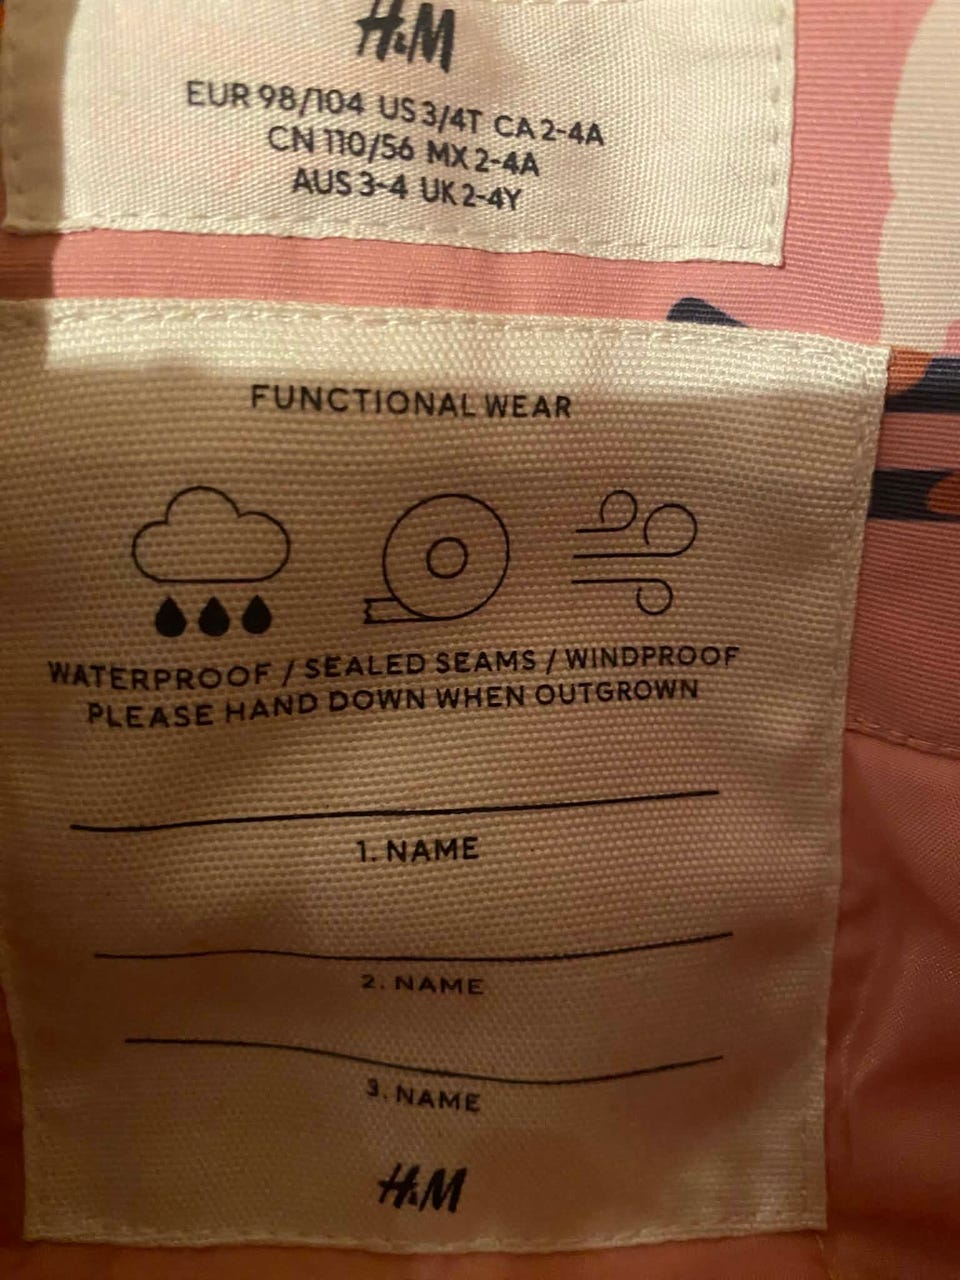 H&M
EUR 98/104 US 3/4T CA 2-4A
CN 110/56 MX 2-4A
AUS 3-4 UK 2-4Y
FUNCTIONAL WEAR
WATERPROOF / SEALED SEAMS / WINDPROOF
PLEASE HAND DOWN WHEN OUTGROWN
1. NAME
2. NAME
3. NAME
H&M